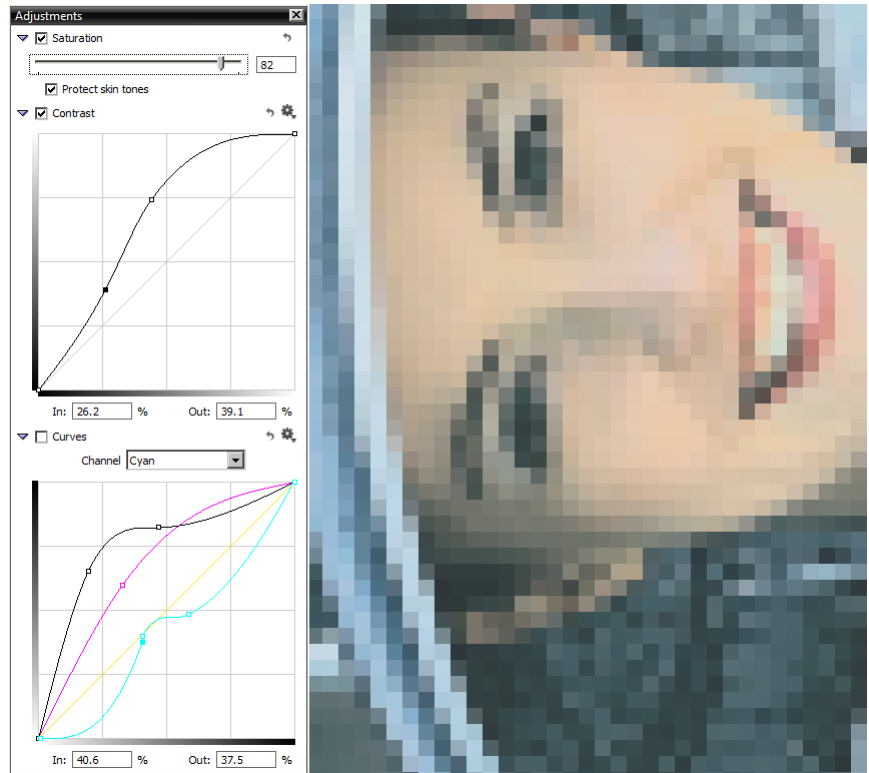 Adjustments
Saturation
82
Protect skin tones
Contrast
In: 26.2 % Out: 39.1 %
Curves
Channel Cyan
In: 40.6 % Out: 37.5 %